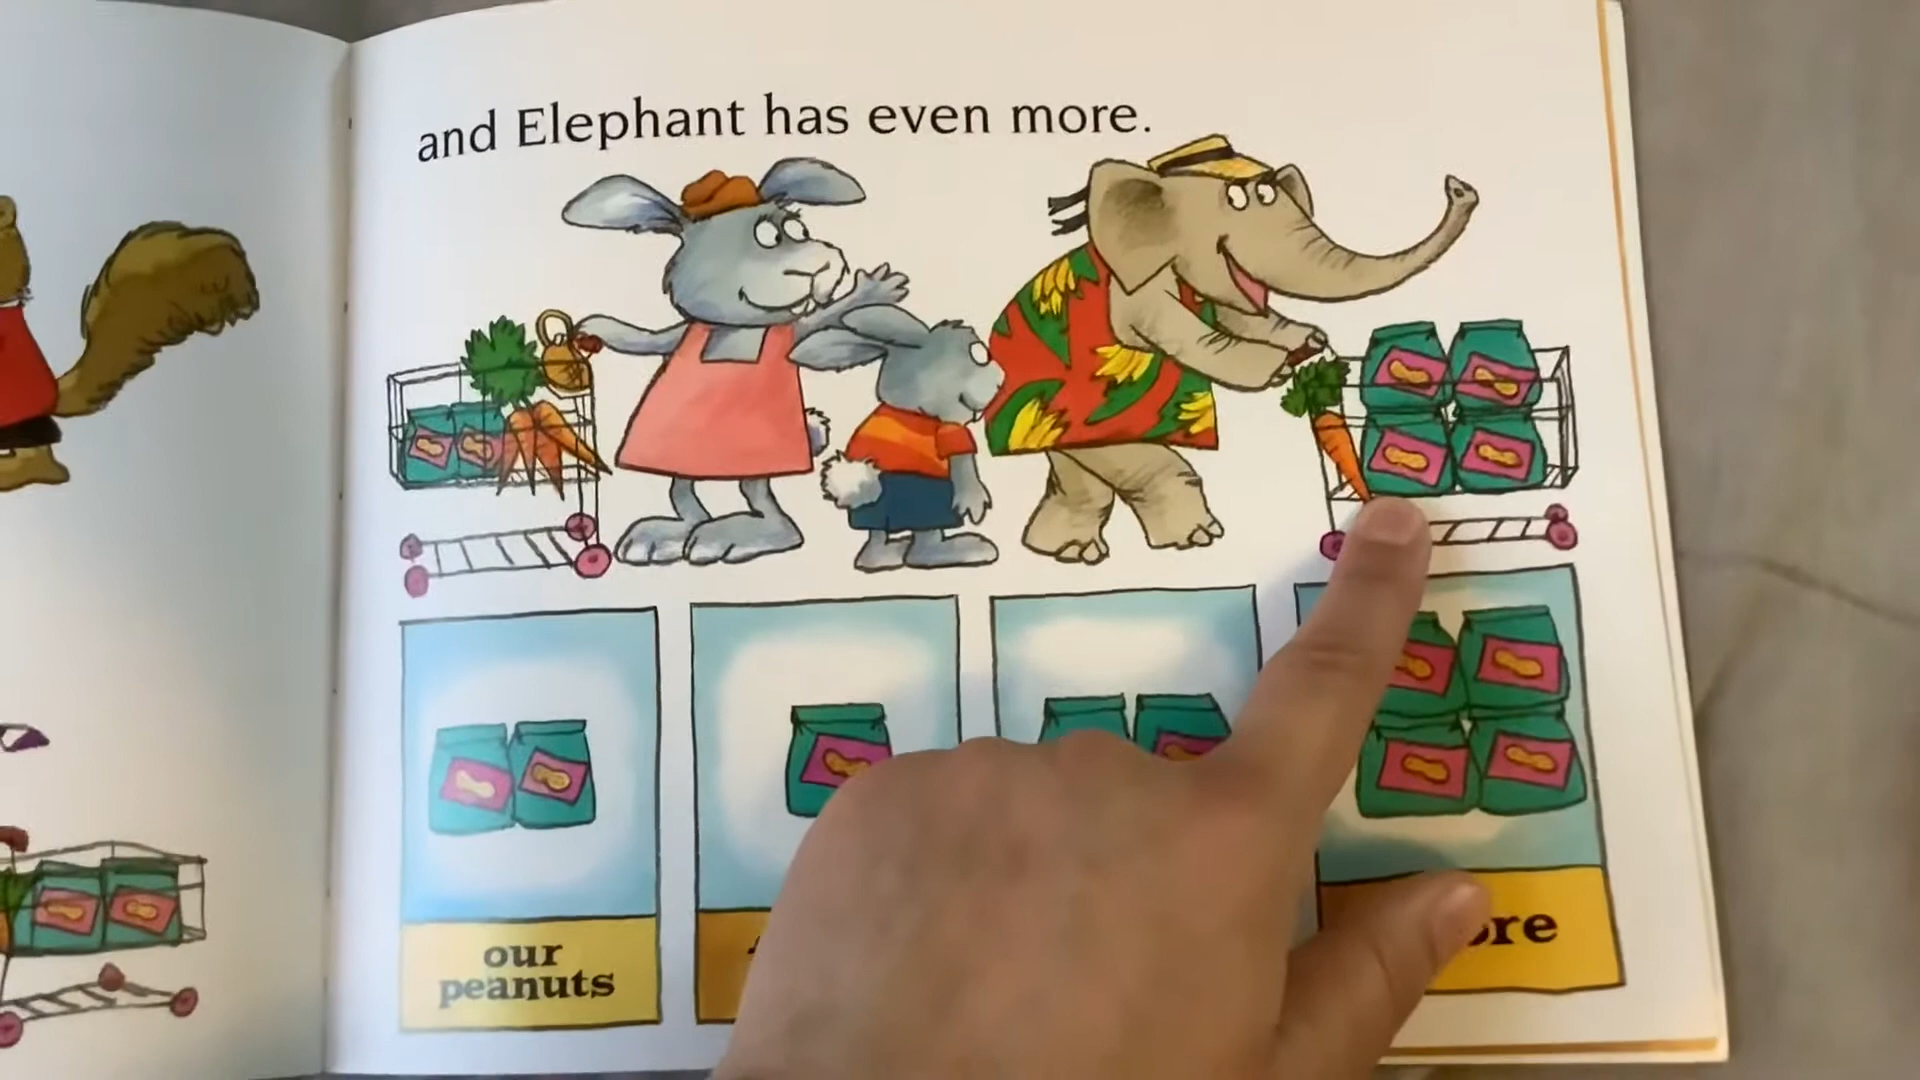 and Elephant has even more.
our
peanuts